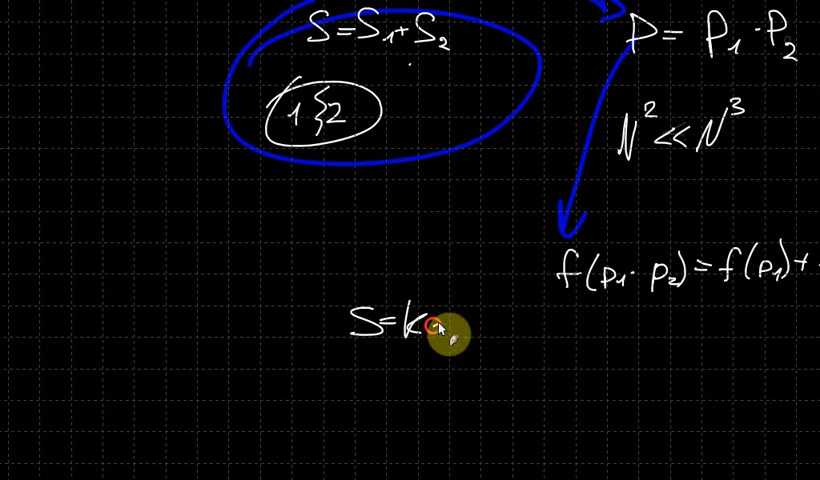 S=S₁+S₂
P= P₁·P₂
1}2
N² << N³
f(p₁· p₂)=f(p₁)+
S=k